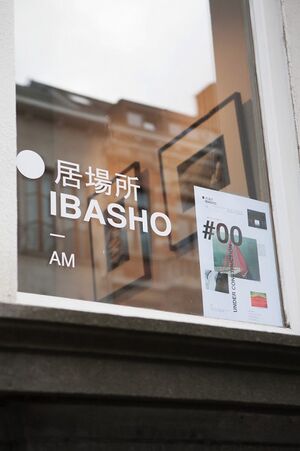 居場所
IBASHO
—
AM
#00
UNDER CONSTRUCTION